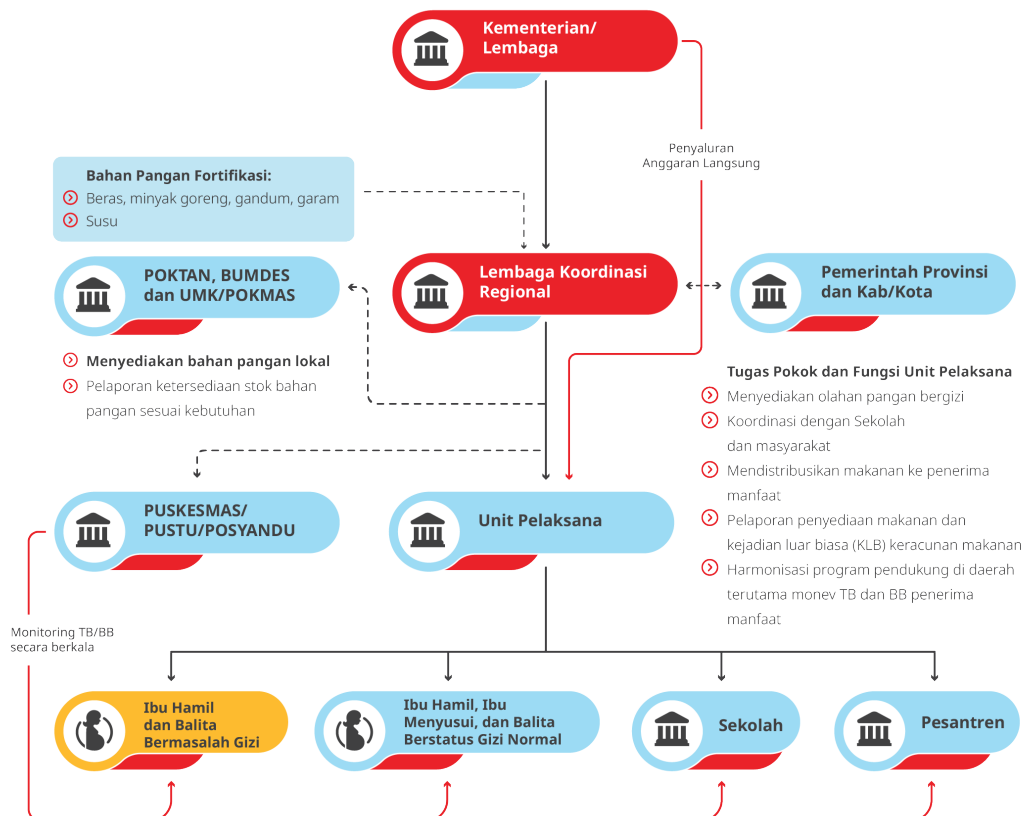 Kementerian/
Lembaga
Penyaluran
Anggaran Langsung
Bahan Pangan Fortifikasi:
Beras, minyak goreng, gandum, garam
Susu
POKTAN, BUMDES
dan UMK/POKMAS
Menyediakan bahan pangan lokal
Pelaporan ketersediaan stok bahan
pangan sesuai kebutuhan
Lembaga Koordinasi
Regional
Pemerintah Provinsi
dan Kab/Kota
Tugas Pokok dan Fungsi Unit Pelaksana
Menyediakan olahan pangan bergizi
Koordinasi dengan Sekolah
dan masyarakat
Mendistribusikan makanan ke penerima
manfaat
Pelaporan penyediaan makanan dan
kejadian luar biasa (KLB) keracunan makanan
Harmonisasi program pendukung di daerah
terutama monev TB dan BB penerima
manfaat
PUSKESMAS/
PUSTU/POSYANDU
Unit Pelaksana
Monitoring TB/BB
secara berkala
Ibu Hamil
dan Balita
Bermasalah Gizi
Ibu Hamil, Ibu
Menyusui, dan Balita
Berstatus Gizi Normal
Sekolah
Pesantren